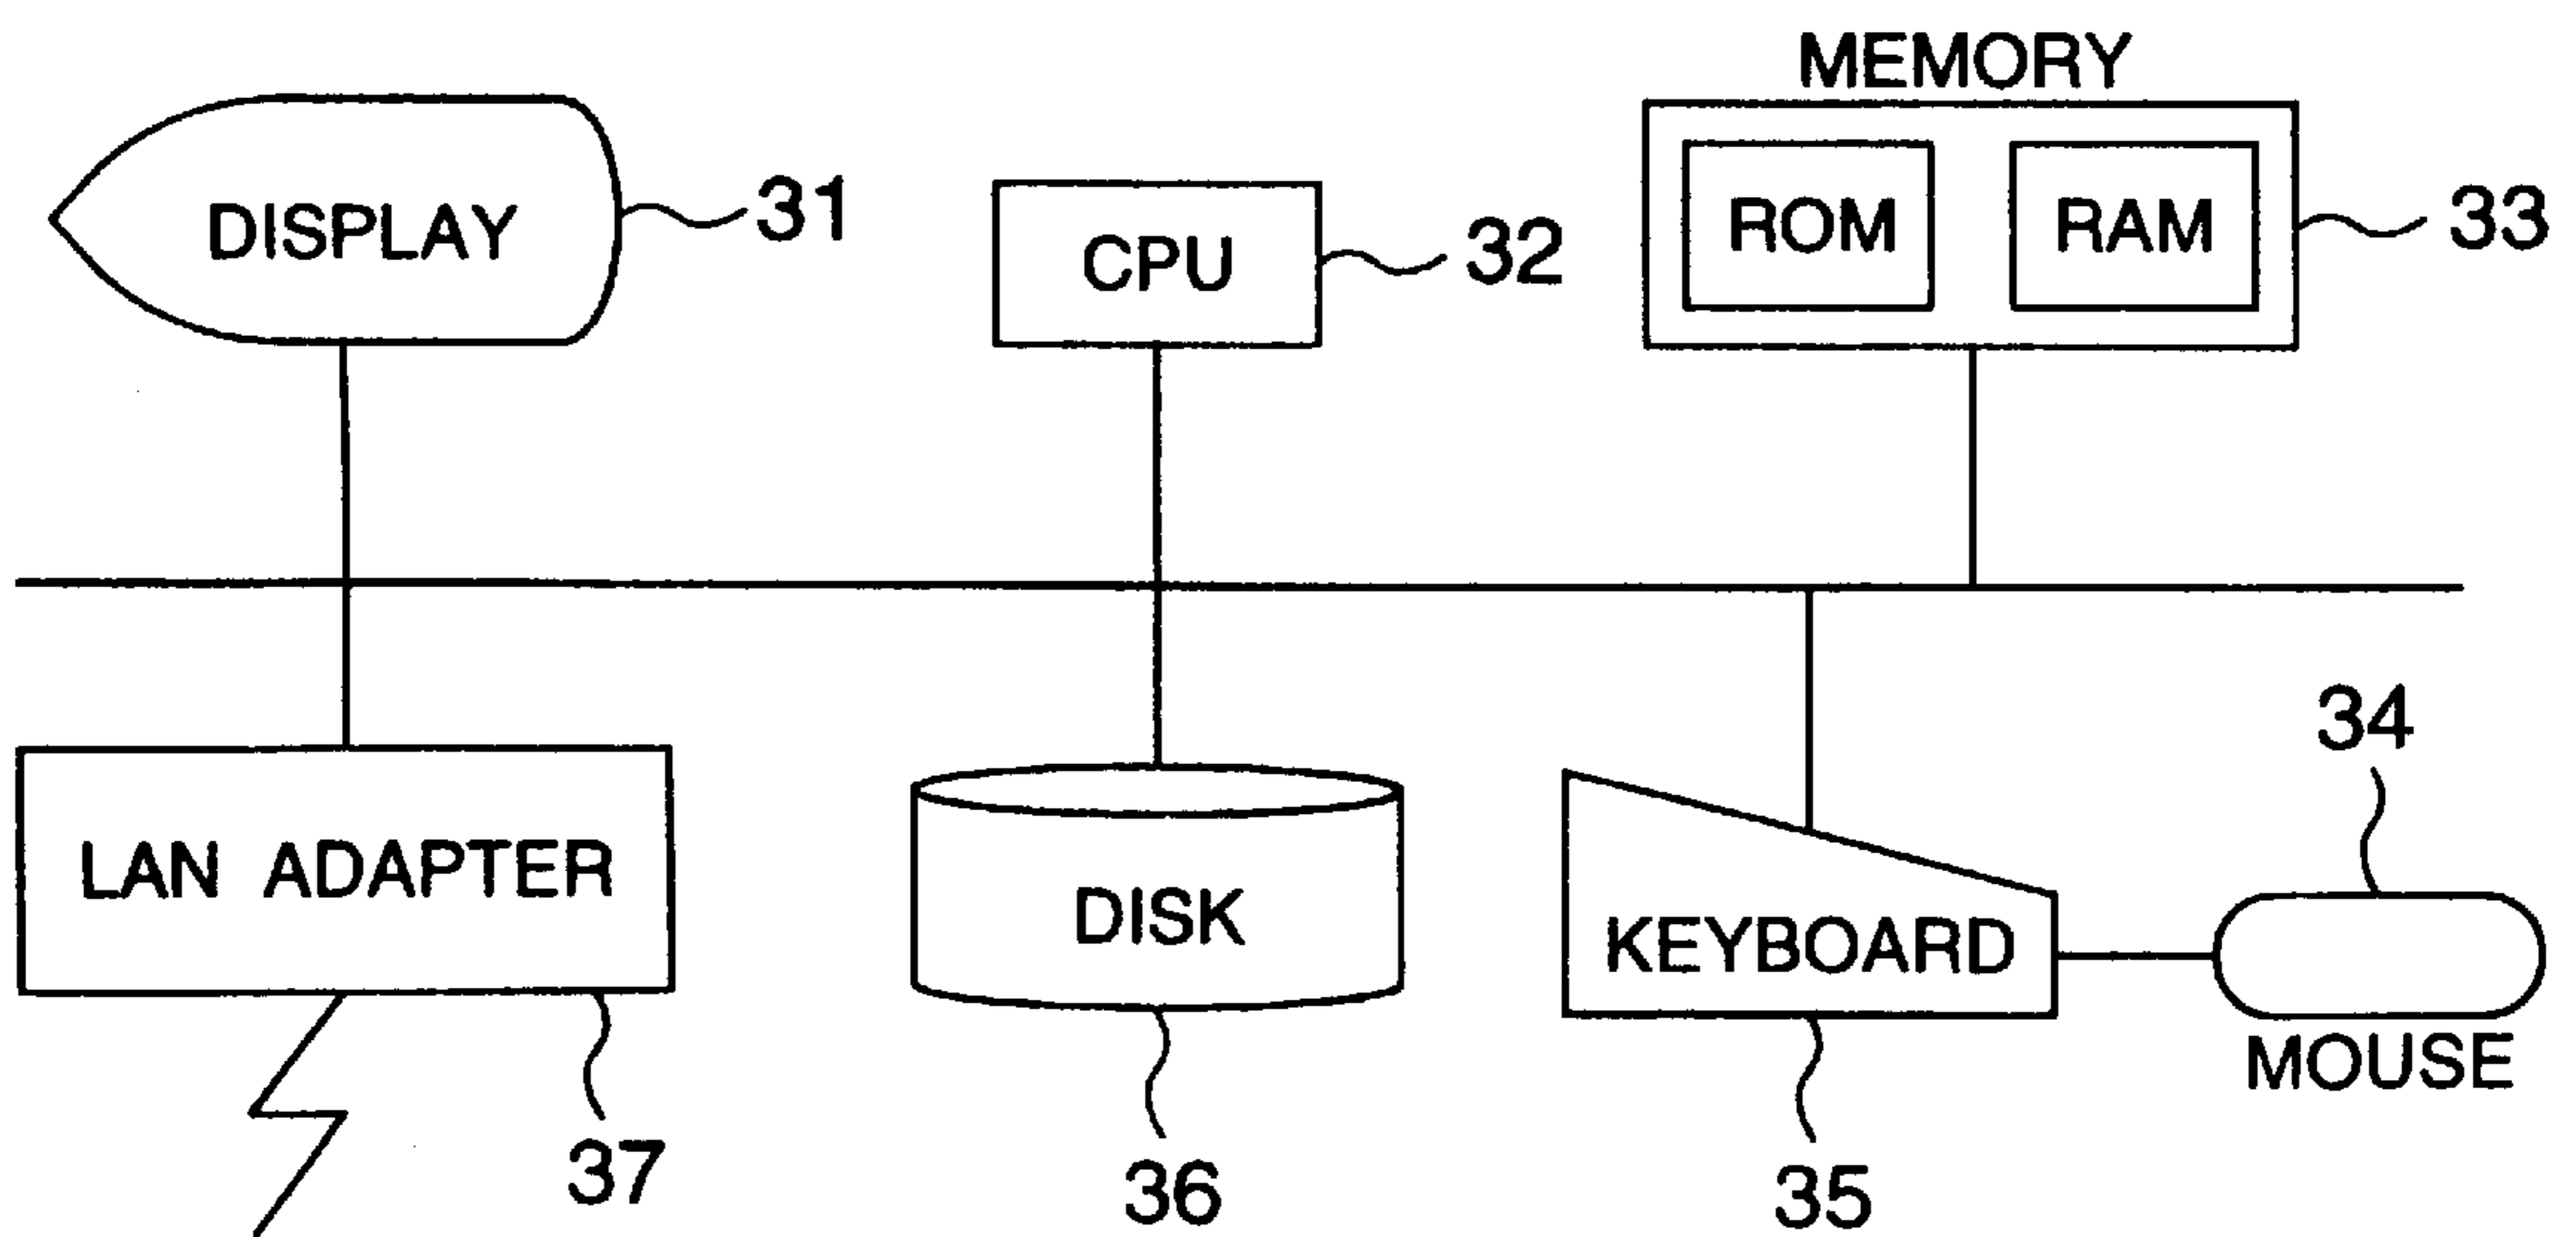 MEMORY
DISPLAY
31
CPU
32
ROM
RAM
33
34
LAN ADAPTER
DISK
KEYBOARD
MOUSE
37
36
35